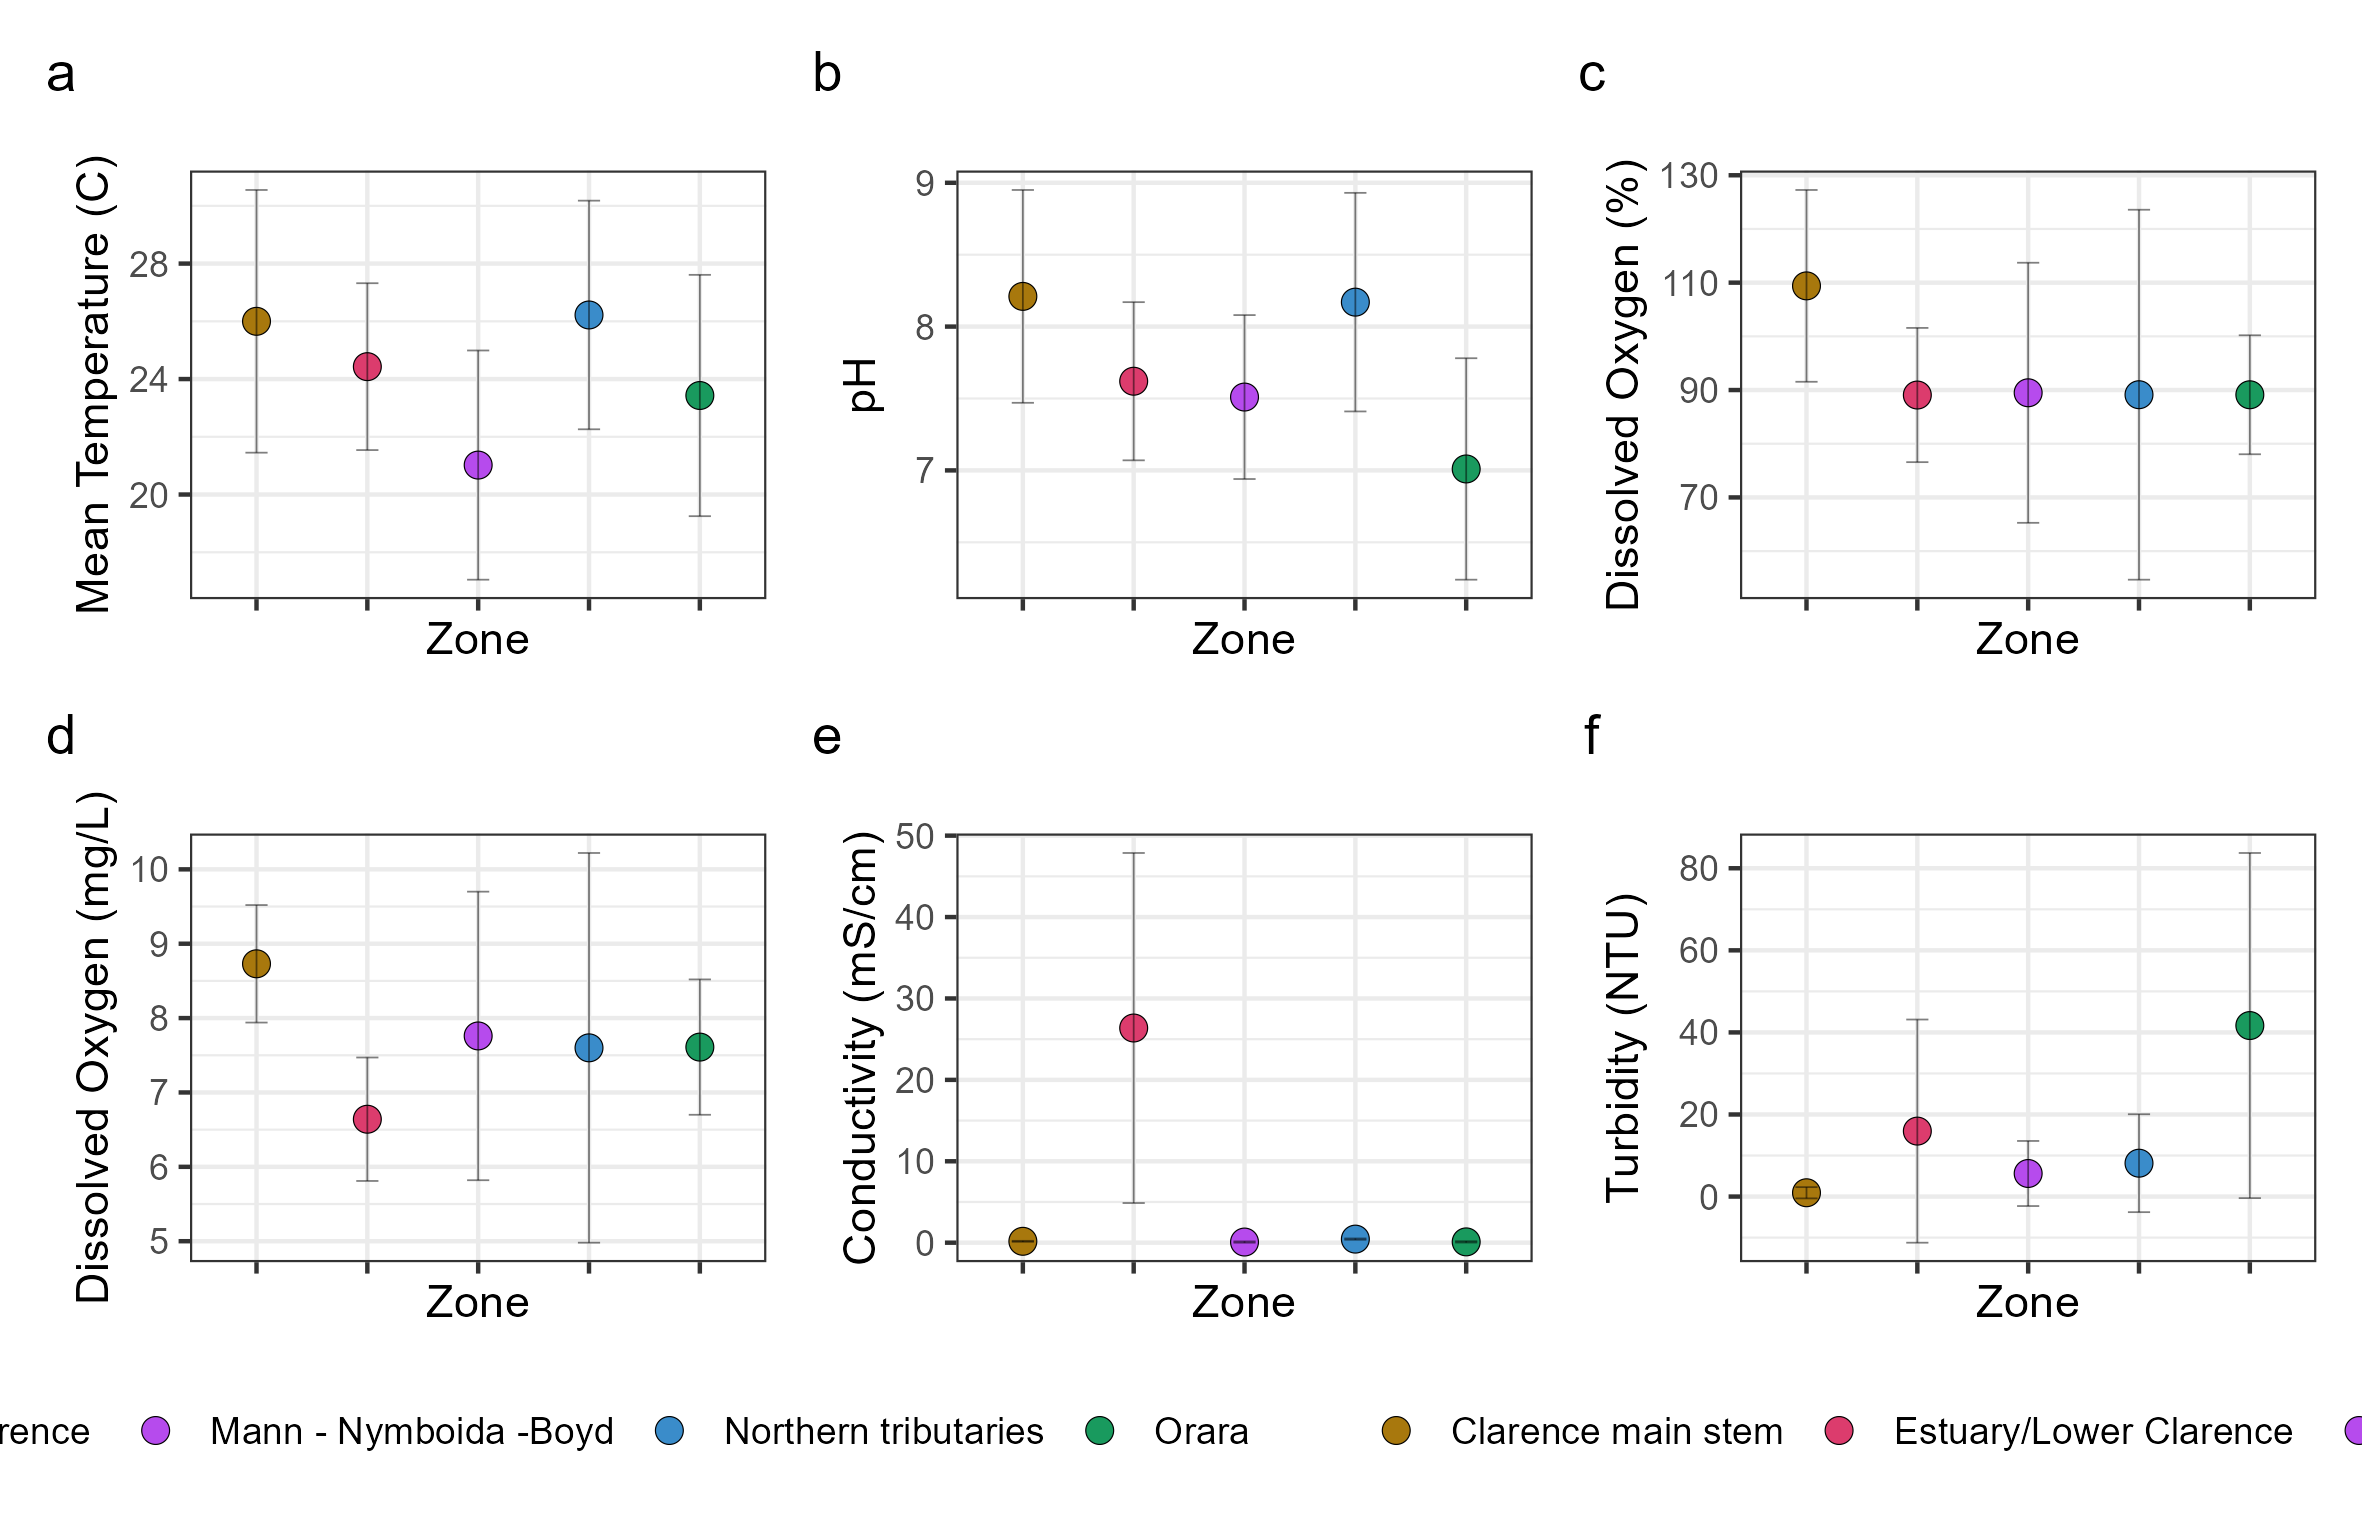 a
Mean Temperature (C)
28
24
20
Zone
b
pH
9
8
7
Zone
c
Dissolved Oxygen (%)
130
110
90
70
Zone
d
Dissolved Oxygen (mg/L)
10
9
8
7
6
5
Zone
e
Conductivity (mS/cm)
50
40
30
20
10
0
Zone
f
Turbidity (NTU)
80
60
40
20
0
Zone
rence Mann - Nymboida -Boyd Northern tributaries Orara Clarence main stem Estuary/Lower Clarence